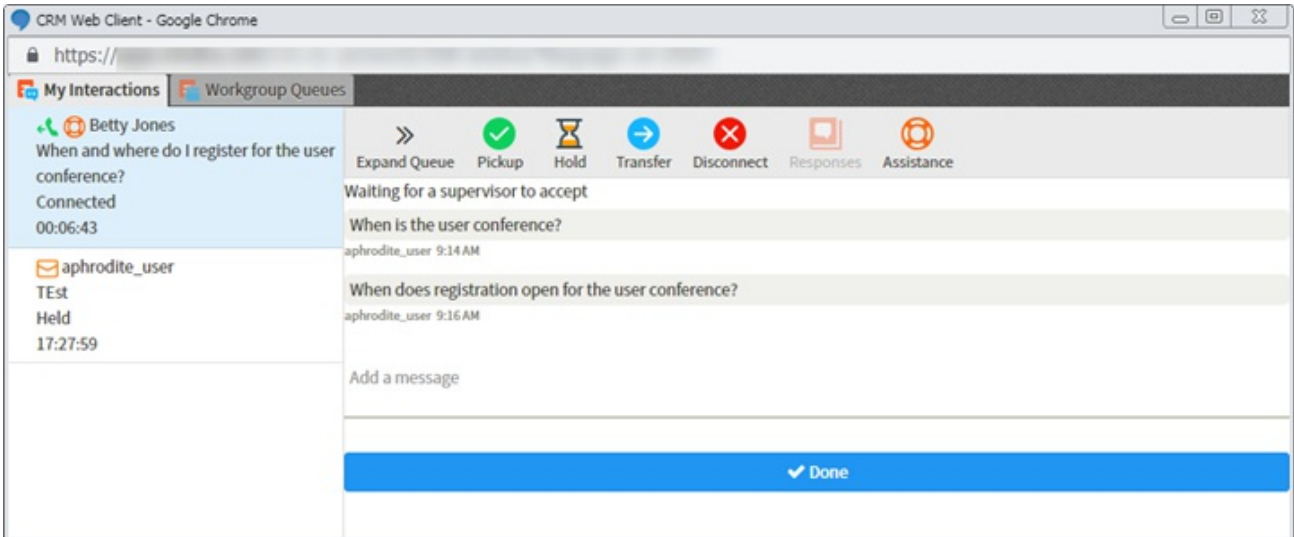 CRM Web Client - Google Chrome
https://
My Interactions
Workgroup Queues
Betty Jones
When and where do I register for the user
conference?
Connected
00:06:43
aphrodite_user
TEst
Held
17:27:59
Expand Queue
Pickup
Hold
Transfer
Disconnect
Responses
Assistance
Waiting for a supervisor to accept
When is the user conference?
aphrodite_user 9:14 AM
When does registration open for the user conference?
aphrodite_user 9:16 AM
Add a message
Done